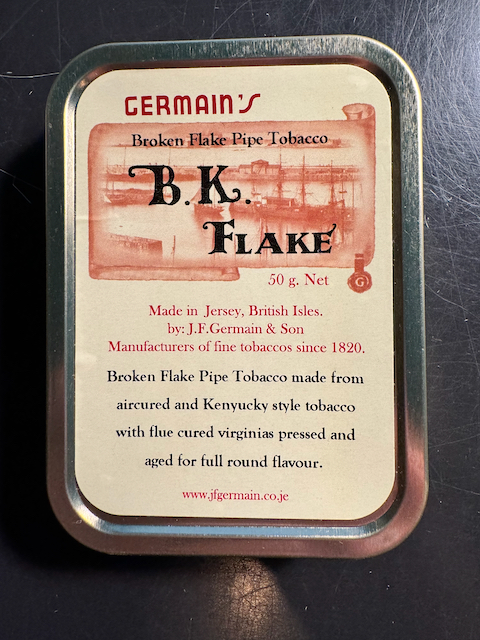 GERMAIN'S
Broken Flake Pipe Tobacco
B.K.
FLAKE
50 g. Net
G
Made in Jersey, British Isles.
by: J.F.Germain & Son
Manufacturers of fine tobaccos since 1820.
Broken Flake Pipe Tobacco made from
aircured and Kenyucky style tobacco
with flue cured virginias pressed and
aged for full round flavour.
www.jfgermain.co.je